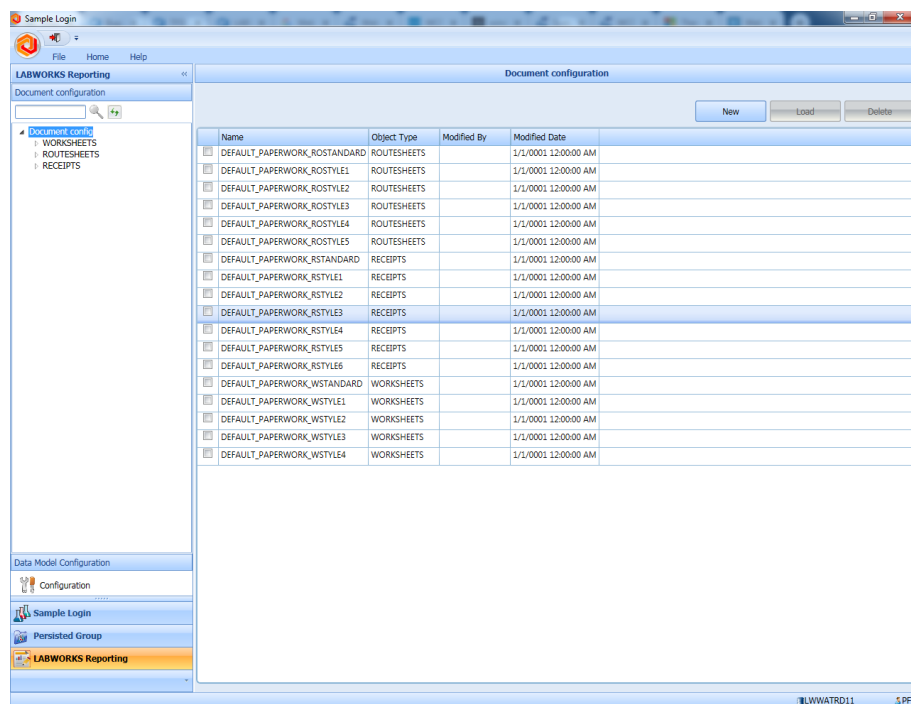 Sample Login
File Home Help
LABWORKS Reporting «
Document configuration
Document configuration
New Load Delete
Document config
WORKSHEETS
ROUTESHEETS
RECEIPTS
Name Object Type Modified By Modified Date
DEFAULT_PAPERWORK_ROSTANDARD ROUTESHEETS 1/1/0001 12:00:00 AM
DEFAULT_PAPERWORK_ROSTYLE1 ROUTESHEETS 1/1/0001 12:00:00 AM
DEFAULT_PAPERWORK_ROSTYLE2 ROUTESHEETS 1/1/0001 12:00:00 AM
DEFAULT_PAPERWORK_ROSTYLE3 ROUTESHEETS 1/1/0001 12:00:00 AM
DEFAULT_PAPERWORK_ROSTYLE4 ROUTESHEETS 1/1/0001 12:00:00 AM
DEFAULT_PAPERWORK_ROSTYLE5 ROUTESHEETS 1/1/0001 12:00:00 AM
DEFAULT_PAPERWORK_RSTANDARD RECEIPTS 1/1/0001 12:00:00 AM
DEFAULT_PAPERWORK_RSTYLE1 RECEIPTS 1/1/0001 12:00:00 AM
DEFAULT_PAPERWORK_RSTYLE2 RECEIPTS 1/1/0001 12:00:00 AM
DEFAULT_PAPERWORK_RSTYLE3 RECEIPTS 1/1/0001 12:00:00 AM
DEFAULT_PAPERWORK_RSTYLE4 RECEIPTS 1/1/0001 12:00:00 AM
DEFAULT_PAPERWORK_RSTYLE5 RECEIPTS 1/1/0001 12:00:00 AM
DEFAULT_PAPERWORK_RSTYLE6 RECEIPTS 1/1/0001 12:00:00 AM
DEFAULT_PAPERWORK_WSTANDARD WORKSHEETS 1/1/0001 12:00:00 AM
DEFAULT_PAPERWORK_WSTYLE1 WORKSHEETS 1/1/0001 12:00:00 AM
DEFAULT_PAPERWORK_WSTYLE2 WORKSHEETS 1/1/0001 12:00:00 AM
DEFAULT_PAPERWORK_WSTYLE3 WORKSHEETS 1/1/0001 12:00:00 AM
DEFAULT_PAPERWORK_WSTYLE4 WORKSHEETS 1/1/0001 12:00:00 AM
Data Model Configuration
Configuration
Sample Login
Persisted Group
LABWORKS Reporting
LWWATRD11